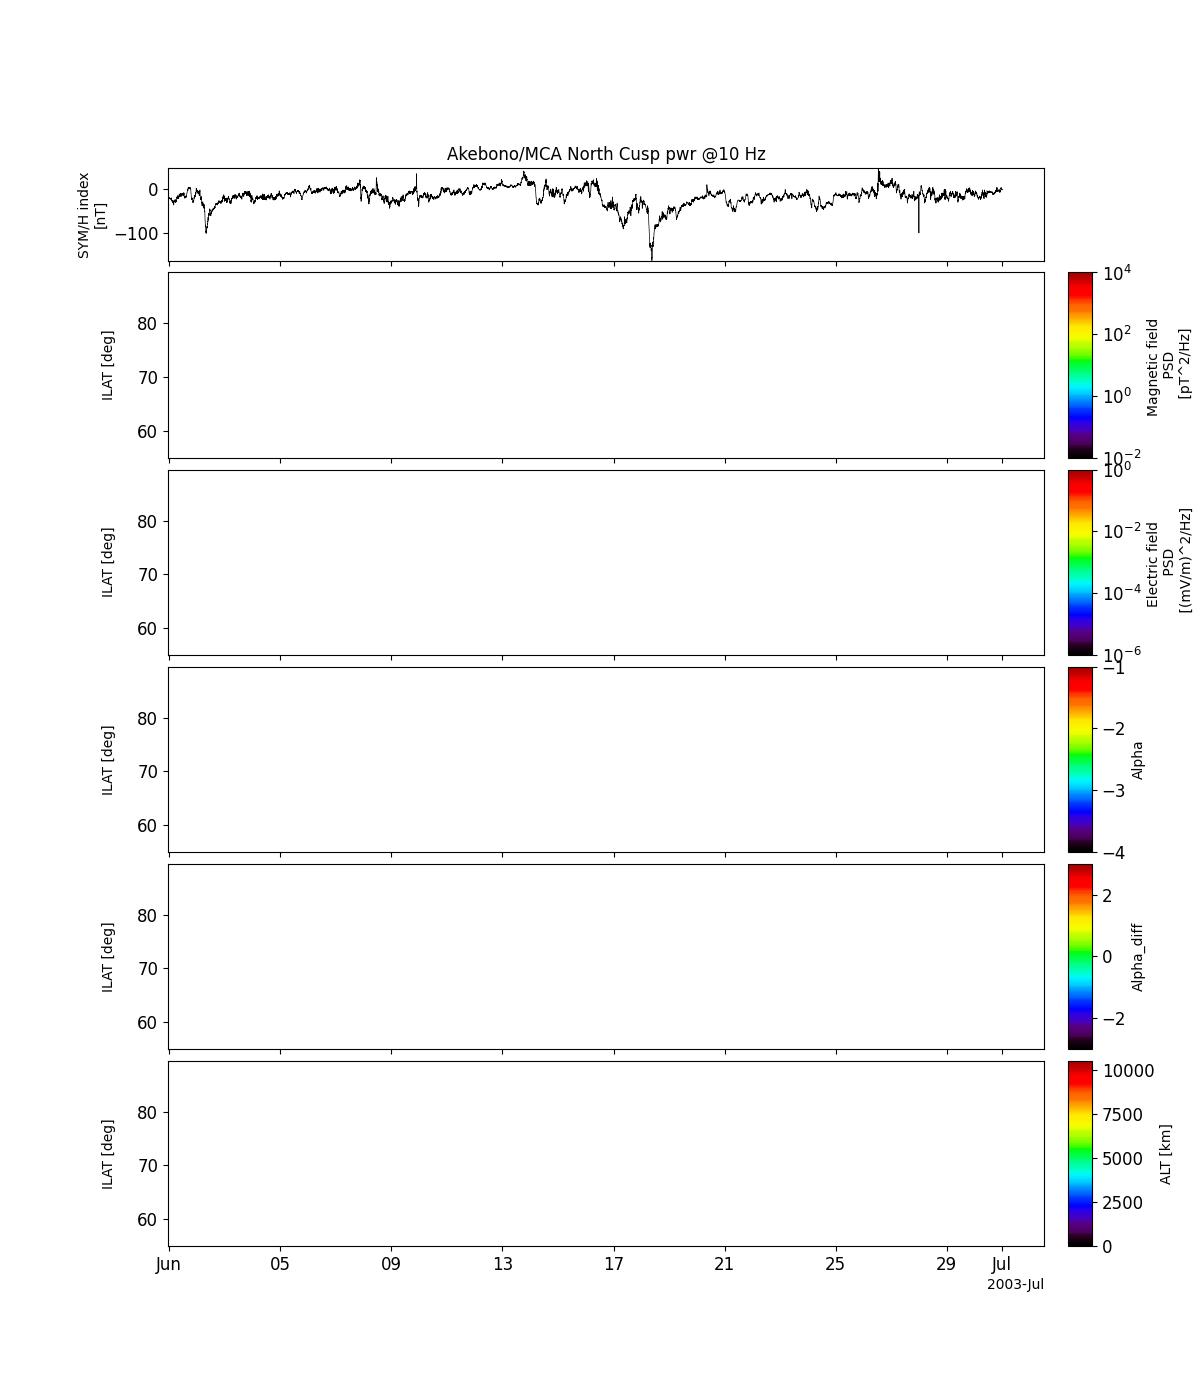 Akebono/MCA North Cusp pwr @10 Hz
SYM/H index
[nT]
0
−100
ILAT [deg]
80
70
60
10^4
10^2
10^0
10^−2
Magnetic field
PSD
[pT^2/Hz]
ILAT [deg]
80
70
60
10^0
10^−2
10^−4
10^−6
Electric field
PSD
[(mV/m)^2/Hz]
ILAT [deg]
80
70
60
−1
−2
−3
−4
Alpha
ILAT [deg]
80
70
60
2
0
−2
Alpha_diff
ILAT [deg]
80
70
60
10000
7500
5000
2500
0
ALT [km]
Jun 05 09 13 17 21 25 29 Jul
2003-Jul